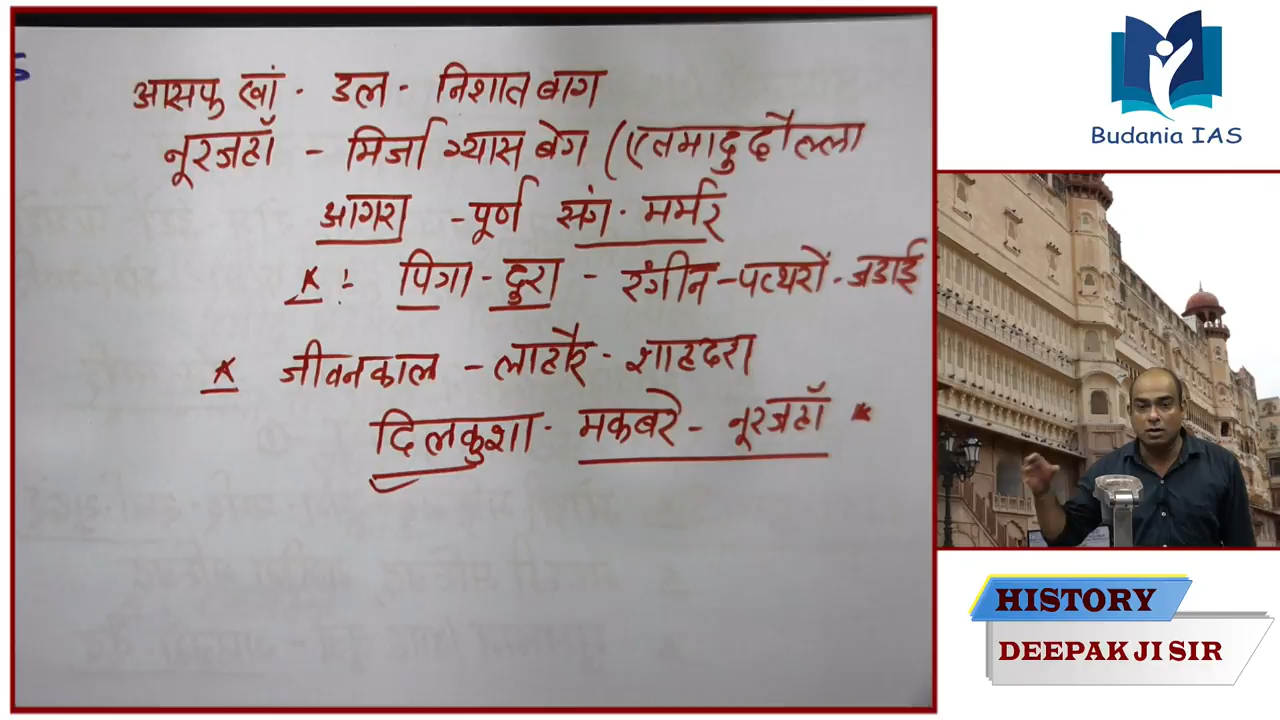 आसफ खां - डल - निशात बाग
नूरजहाँ - मिर्जा ग्यास बेग (एतमादुद्दौल्ला
आगरा - पूर्ण संग - मर्मर
* :- पिगा - दुरा - रंगीन - पत्थरों - जडाई
* जीवनकाल - लाहौर - शाहदरा
दिलकुशा - मकबरे - नूरजहाँ *
Budania IAS
HISTORY
DEEPAK JI SIR